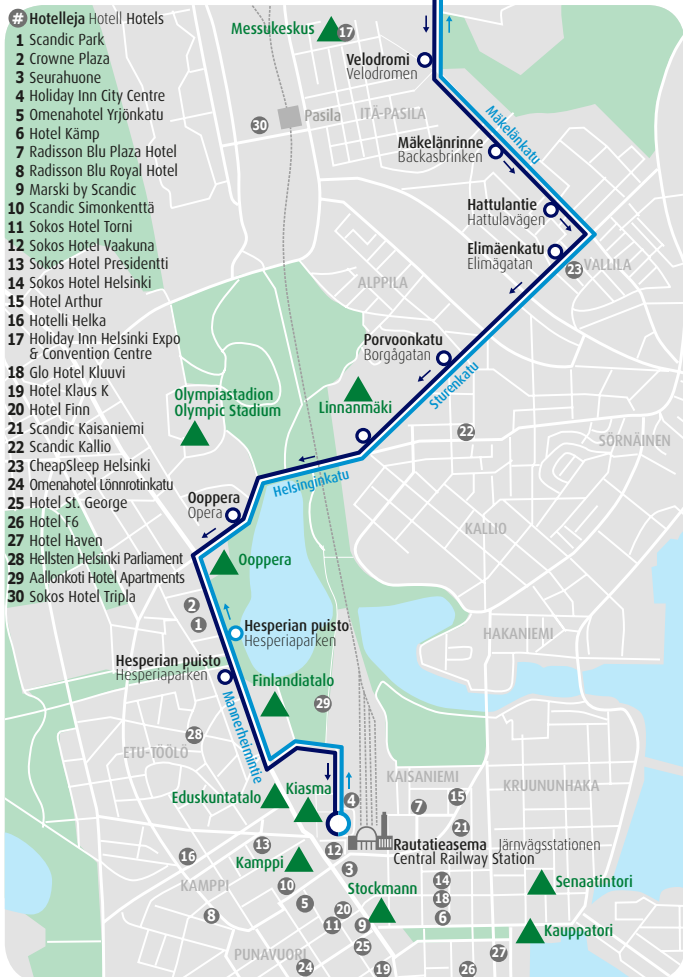 # Hotelleja Hotell Hotels
1 Scandic Park
2 Crowne Plaza
3 Seurahuone
4 Holiday Inn City Centre
5 Omenahotel Yrjönkatu
6 Hotel Kämp
7 Radisson Blu Plaza Hotel
8 Radisson Blu Royal Hotel
9 Marski by Scandic
10 Scandic Simonkenttä
11 Sokos Hotel Torni
12 Sokos Hotel Vaakuna
13 Sokos Hotel Presidentti
14 Sokos Hotel Helsinki
15 Hotel Arthur
16 Hotelli Helka
17 Holiday Inn Helsinki Expo
& Convention Centre
18 Glo Hotel Kluuvi
19 Hotel Klaus K
20 Hotel Finn
21 Scandic Kaisaniemi
22 Scandic Kallio
23 CheapSleep Helsinki
24 Omenahotel Lönnrotinkatu
25 Hotel St. George
26 Hotel F6
27 Hotel Haven
28 Hellsten Helsinki Parliament
29 Aallonkoti Hotel Apartments
30 Sokos Hotel Tripla
Messukeskus
17
Velodromi
Velodromen
Pasila
ITÄ-PASILA
30
Mäkelänkatu
Mäkelänrinne
Backasbrinken
Hattulantie
Hattulavägen
Elimäenkatu
Elimägatan
23
VALLILA
ALPPILA
Porvoonkatu
Borgågatan
Sturenkatu
Linnanmäki
Olympiastadion
Olympic Stadium
22
SÖRNÄINEN
Helsinginkatu
Ooppera
Opera
KALLIO
Ooppera
2
1
Hesperian puisto
Hesperiaparken
HAKANIEMI
Hesperian puisto
Hesperiaparken
Finlandiatalo
29
Mannerheimintie
28
ETU-TÖÖLÖ
KAISANIEMI
KRUUNUNHAKA
Eduskuntatalo
Kiasma
4
7
15
21
Rautatieasema Järnvägsstationen
Central Railway Station
13
12
16
Kamppi
3
KAMPPI
10
Stockmann
14
Senaatintori
18
5
20
8
11
9
6
Kauppatori
25
27
PUNAVUORI
24
19
26